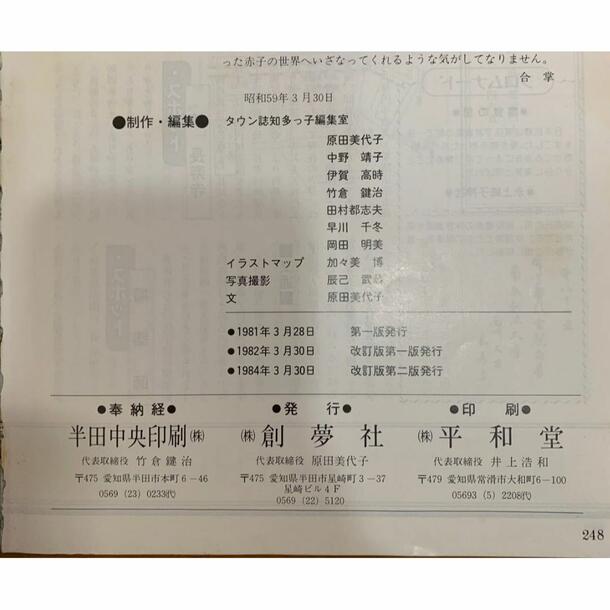 った赤子の世界へいざなってくれるような気がしてなりません。
合 掌
昭和59年3月30日
●制作・編集● タウン誌知多っ子編集室
原田美代子
中野 靖子
伊賀 高時
竹倉 鍵治
田村都志夫
早川 千冬
岡田 明美
イラストマップ 加々美 博
写真撮影 辰己 武
文 原田美代子
●1981年3月28日 第一版発行
●1982年3月30日 改訂版第一版発行
●1984年3月30日 改訂版第二版発行
●奉納経●
半田中央印刷㈱
代表取締役 竹倉鍵治
〒475 愛知県半田市本町6-46
0569 (23) 0233代)
●発 行●
㈱ 創夢社
代表取締役 原田美代子
〒475 愛知県半田市星崎町3-37
星崎ビル4F
0569 (22) 5120
●印 刷●
㈱ 平和堂
代表取締役 井上浩和
〒479 愛知県常滑市大和町6-100
05693 (5) 2208代)
248